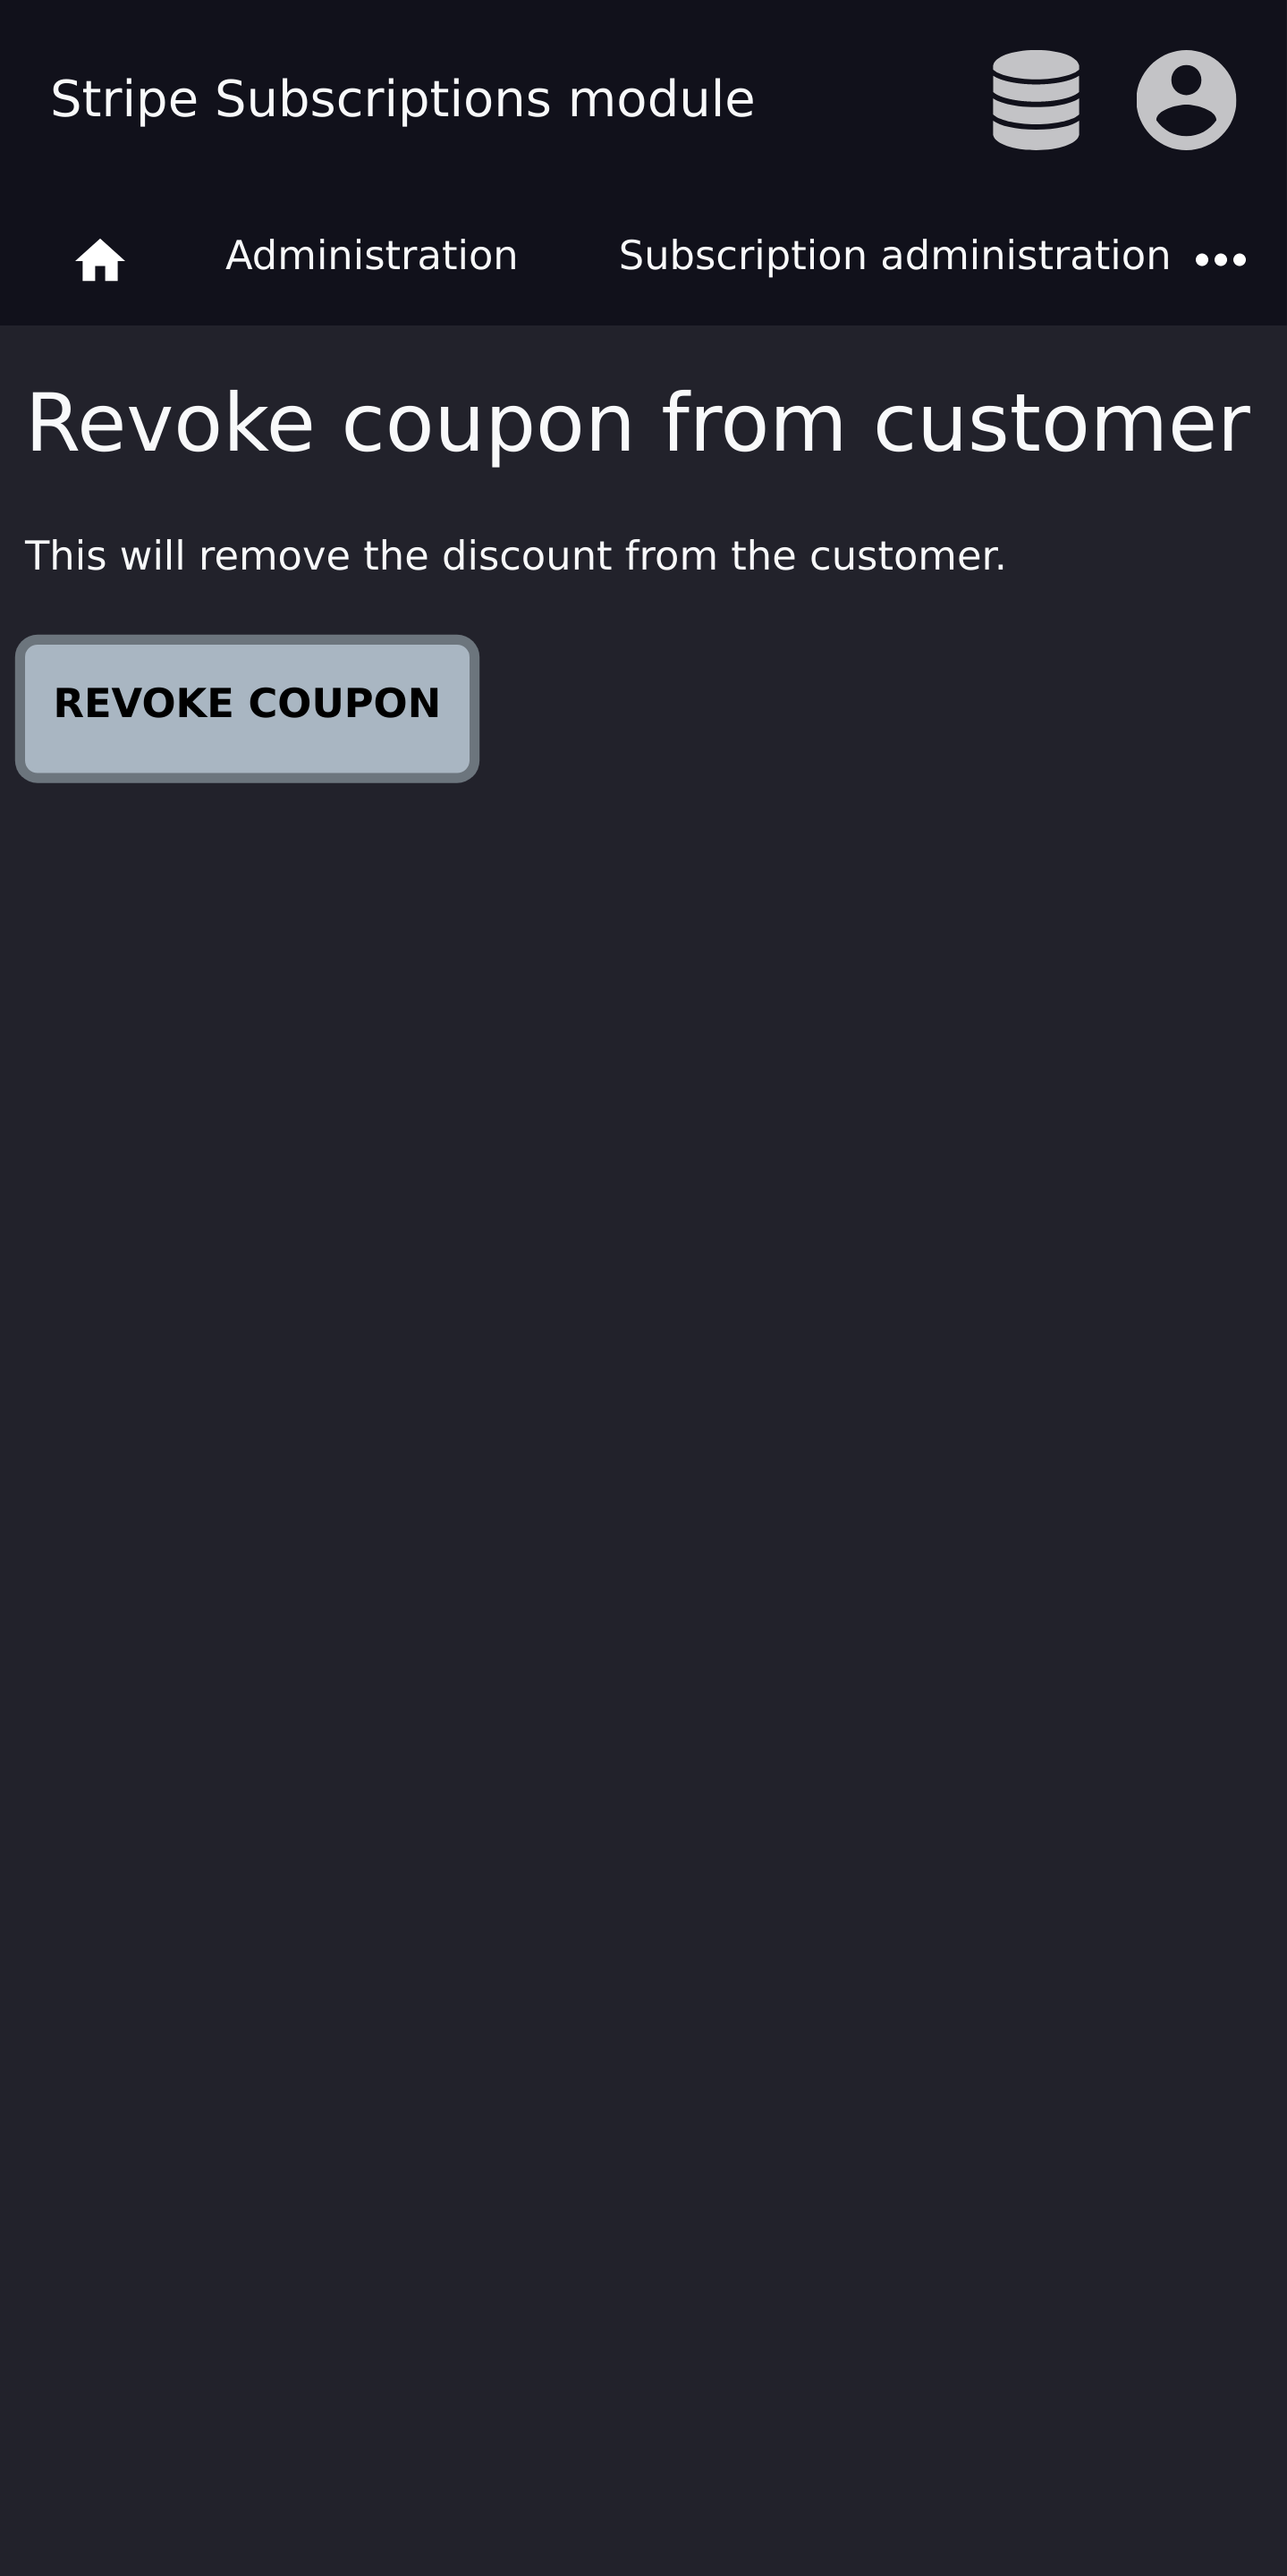 Stripe Subscriptions module
Administration Subscription administration
Revoke coupon from customer
This will remove the discount from the customer.
REVOKE COUPON